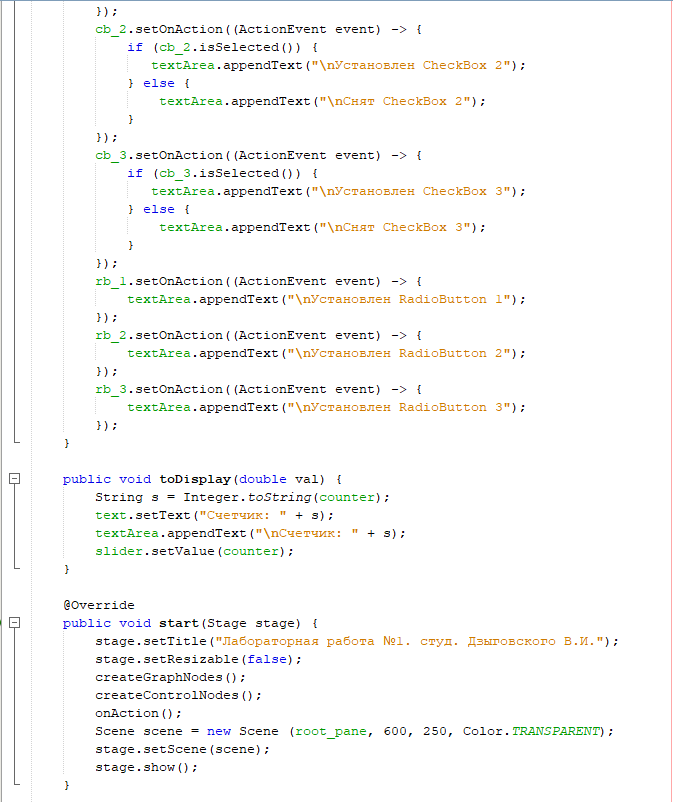 });
cb_2.setOnAction((ActionEvent event) -> {
if (cb_2.isSelected()) {
textArea.appendText("\nУстановлен CheckBox 2");
} else {
textArea.appendText("\nСнят CheckBox 2");
}
});
cb_3.setOnAction((ActionEvent event) -> {
if (cb_3.isSelected()) {
textArea.appendText("\nУстановлен CheckBox 3");
} else {
textArea.appendText("\nСнят CheckBox 3");
}
});
rb_1.setOnAction((ActionEvent event) -> {
textArea.appendText("\nУстановлен RadioButton 1");
});
rb_2.setOnAction((ActionEvent event) -> {
textArea.appendText("\nУстановлен RadioButton 2");
});
rb_3.setOnAction((ActionEvent event) -> {
textArea.appendText("\nУстановлен RadioButton 3");
});
}
public void toDisplay(double val) {
String s = Integer.toString(counter);
text.setText("Счетчик: " + s);
textArea.appendText("\nСчетчик: " + s);
slider.setValue(counter);
}
@Override
public void start(Stage stage) {
stage.setTitle("Лабораторная работа №1. студ. Дзыговского В.И.");
stage.setResizable(false);
createGraphNodes();
createControlNodes();
onAction();
Scene scene = new Scene (root_pane, 600, 250, Color.TRANSPARENT);
stage.setScene(scene);
stage.show();
}